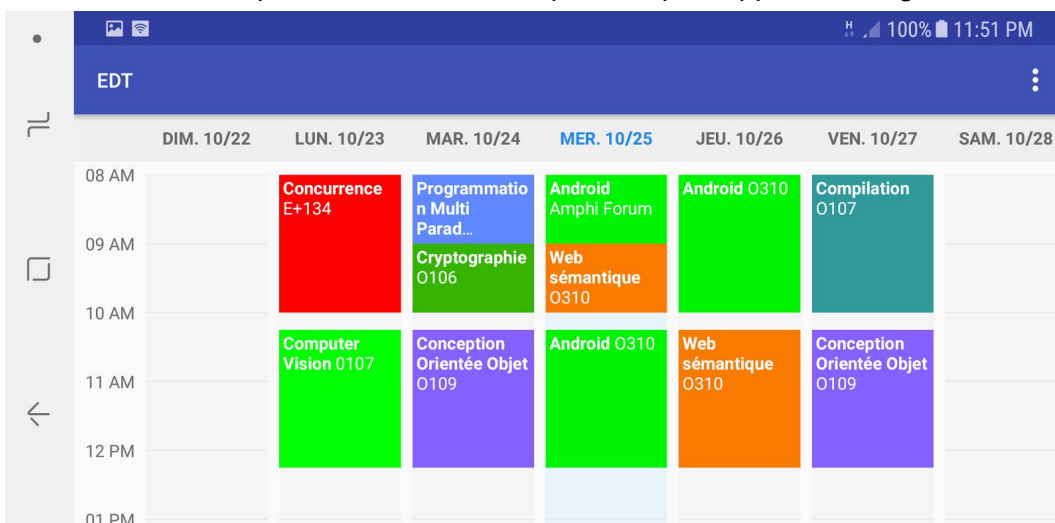 H 100% 11:51 PM
EDT
DIM. 10/22 LUN. 10/23 MAR. 10/24 MER. 10/25 JEU. 10/26 VEN. 10/27 SAM. 10/28
08 AM
09 AM
10 AM
11 AM
12 PM
01 PM
Concurrence
E+134
Computer
Vision 0107
Programmatio
n Multi
Parad...
Cryptographie
O106
Conception
Orientée Objet
O109
Android
Amphi Forum
Web
sémantique
O310
Android O310
Android O310
Web
sémantique
O310
Compilation
O107
Conception
Orientée Objet
O109